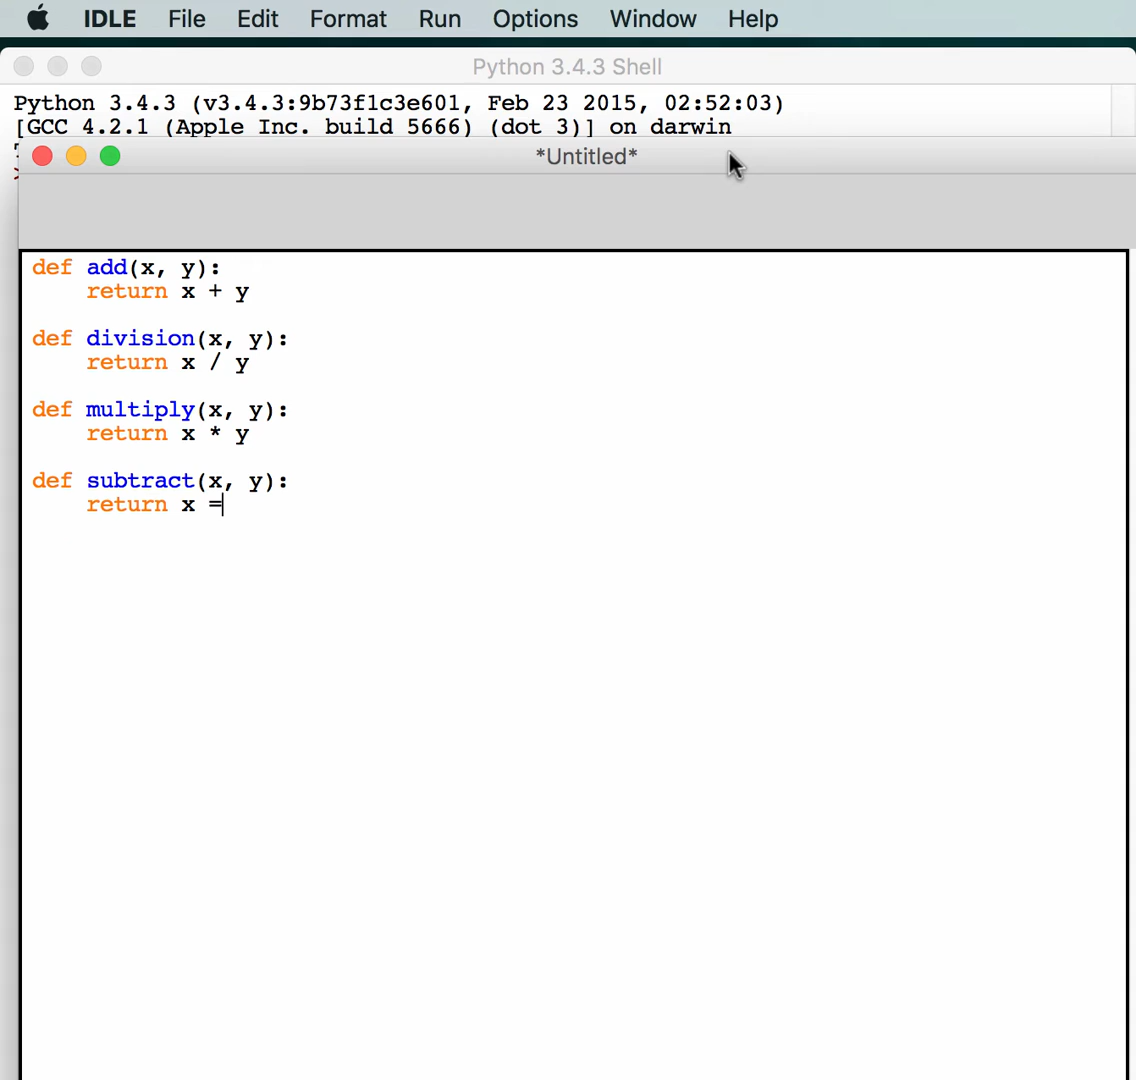 IDLE File Edit Format Run Options Window Help
Python 3.4.3 Shell
Python 3.4.3 (v3.4.3:9b73f1c3e601, Feb 23 2015, 02:52:03)
[GCC 4.2.1 (Apple Inc. build 5666) (dot 3)] on darwin
*Untitled*
def add(x, y):
    return x + y
def division(x, y):
    return x / y
def multiply(x, y):
    return x * y
def subtract(x, y):
    return x =